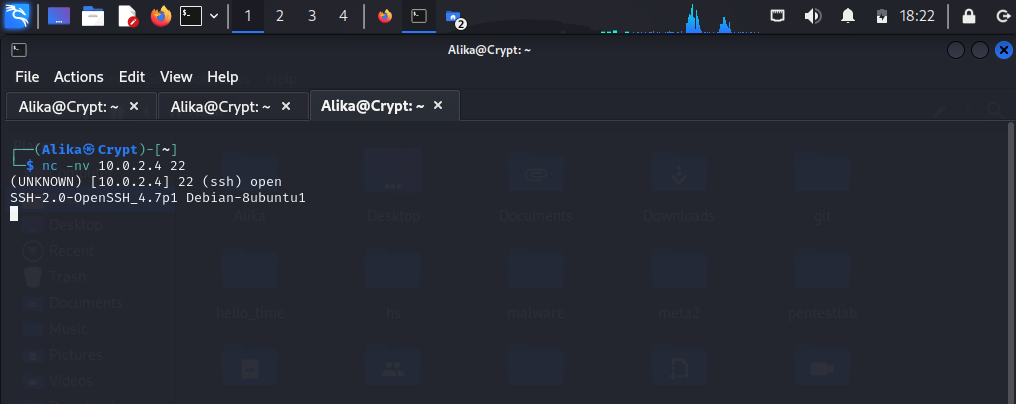 1 2 3 4 2 18:22
Alika@Crypt: ~
File Actions Edit View Help
Alika@Crypt: ~ × Alika@Crypt: ~ × Alika@Crypt: ~ ×
┌──(Alika㉿Crypt)-[~]
└─$ nc -nv 10.0.2.4 22
(UNKNOWN) [10.0.2.4] 22 (ssh) open
SSH-2.0-OpenSSH_4.7p1 Debian-8ubuntu1
Alika Desktop Documents Downloads git
Desktop
Recent
Trash
Documents
hello_time hs malware meta2 pentestlab
Music
Pictures
Videos